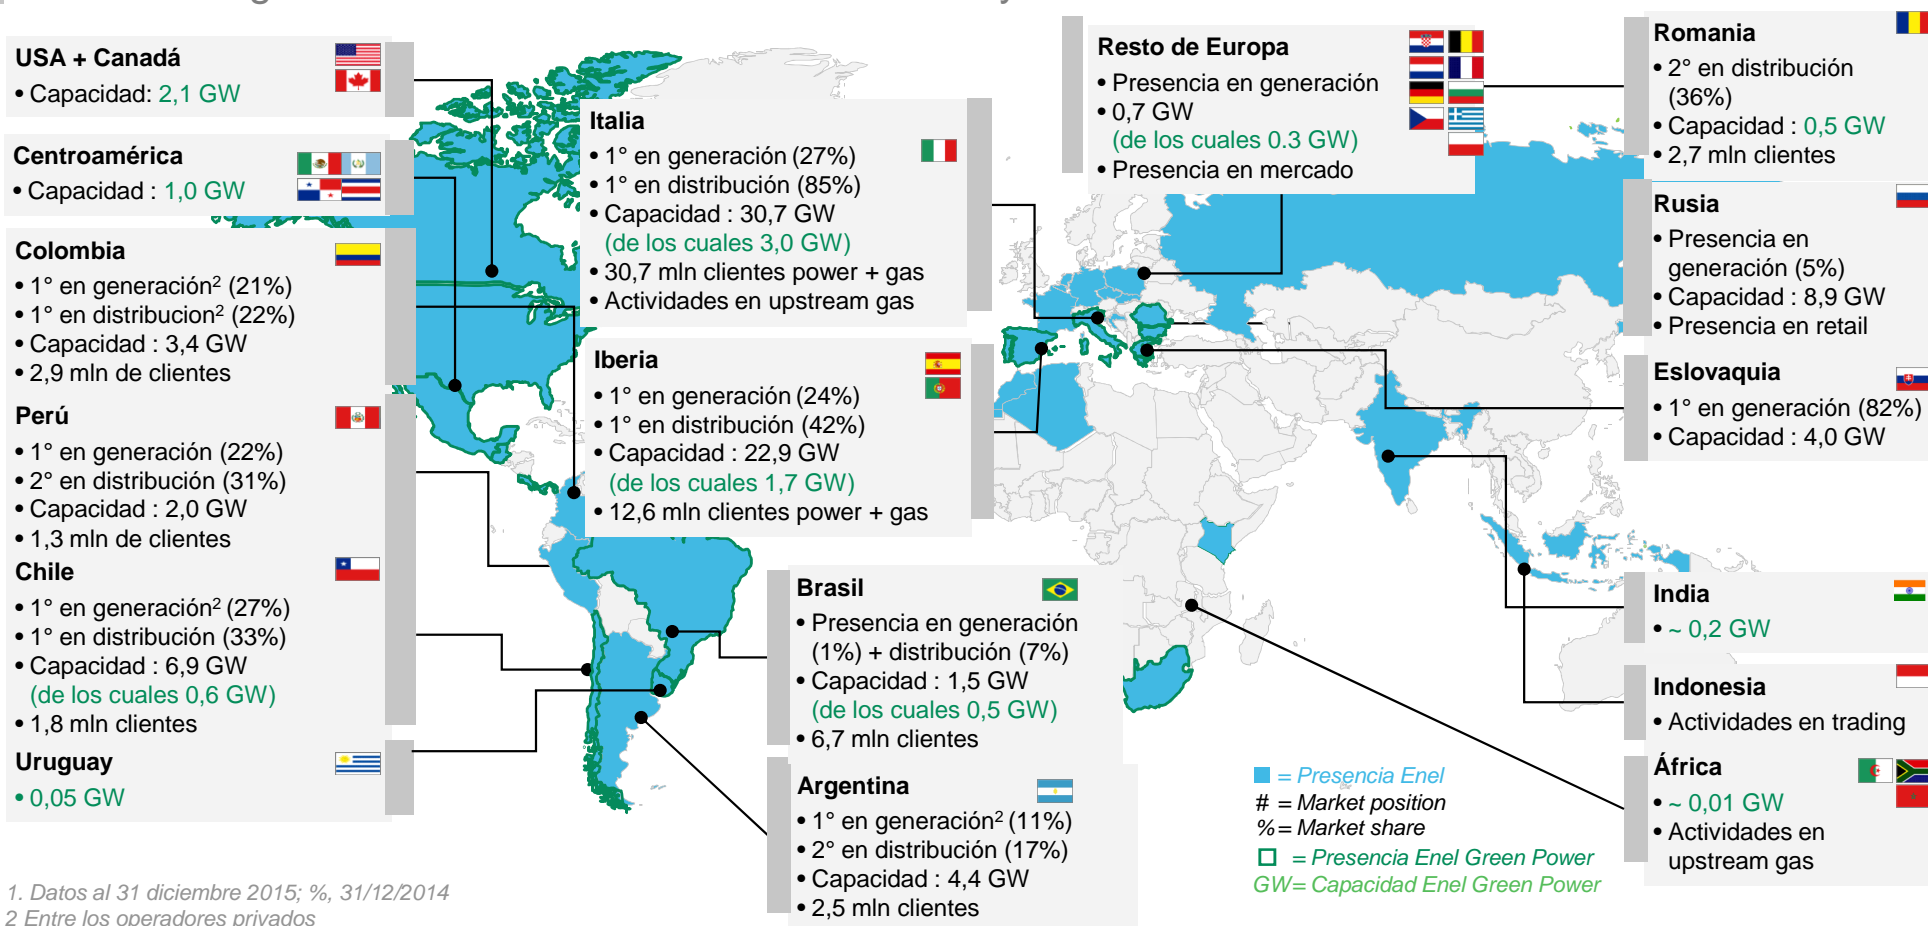 USA + Canadá
• Capacidad: 2,1 GW
Centroamérica
• Capacidad : 1,0 GW
Colombia
• 1° en generación² (21%)
• 1° en distribucion² (22%)
• Capacidad : 3,4 GW
• 2,9 mln de clientes
Perú
• 1° en generación (22%)
• 2° en distribución (31%)
• Capacidad : 2,0 GW
• 1,3 mln de clientes
Chile
• 1° en generación² (27%)
• 1° en distribución (33%)
• Capacidad : 6,9 GW
(de los cuales 0,6 GW)
• 1,8 mln clientes
Uruguay
• 0,05 GW
Italia
• 1° en generación (27%)
• 1° en distribución (85%)
• Capacidad : 30,7 GW
(de los cuales 3,0 GW)
• 30,7 mln clientes power + gas
• Actividades en upstream gas
Iberia
• 1° en generación (24%)
• 1° en distribución (42%)
• Capacidad : 22,9 GW
(de los cuales 1,7 GW)
• 12,6 mln clientes power + gas
Brasil
• Presencia en generación
(1%) + distribución (7%)
• Capacidad : 1,5 GW
(de los cuales 0,5 GW)
• 6,7 mln clientes
Argentina
• 1° en generación² (11%)
• 2° en distribución (17%)
• Capacidad : 4,4 GW
• 2,5 mln clientes
Resto de Europa
• Presencia en generación
• 0,7 GW
(de los cuales 0.3 GW)
• Presencia en mercado
Romania
• 2° en distribución
(36%)
• Capacidad : 0,5 GW
• 2,7 mln clientes
Rusia
• Presencia en
generación (5%)
• Capacidad : 8,9 GW
• Presencia en retail
Eslovaquia
• 1° en generación (82%)
• Capacidad : 4,0 GW
India
• ~ 0,2 GW
Indonesia
• Actividades en trading
África
• ~ 0,01 GW
• Actividades en
upstream gas
= Presencia Enel
# = Market position
%= Market share
= Presencia Enel Green Power
GW= Capacidad Enel Green Power
1. Datos al 31 diciembre 2015; %, 31/12/2014
2 Entre los operadores privados